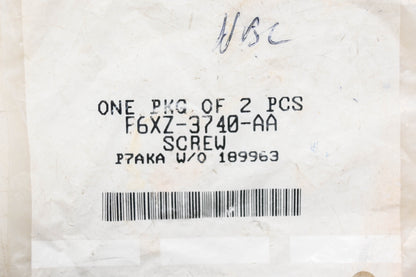 NBC
ONE PKG OF 2 PCS
F6XZ-3740-AA
SCREW
P7AKA W/O 189963